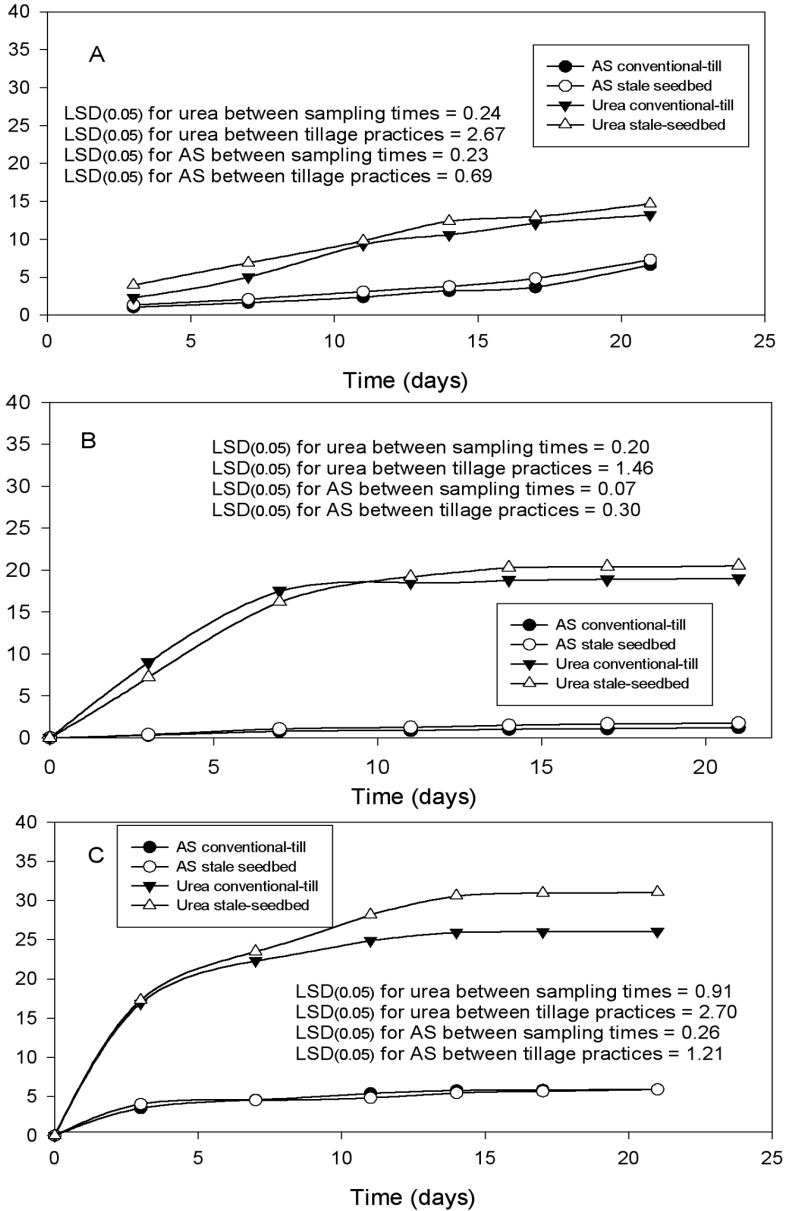 40
35
30
25
20
15
10
5
0
A
AS conventional-till
AS stale seedbed
Urea conventional-till
Urea stale-seedbed
LSD(0.05) for urea between sampling times = 0.24
LSD(0.05) for urea between tillage practices = 2.67
LSD(0.05) for AS between sampling times = 0.23
LSD(0.05) for AS between tillage practices = 0.69
0 5 10 15 20 25
Time (days)
40
35
30
25
20
15
10
5
0
B
LSD(0.05) for urea between sampling times = 0.20
LSD(0.05) for urea between tillage practices = 1.46
LSD(0.05) for AS between sampling times = 0.07
LSD(0.05) for AS between tillage practices = 0.30
AS conventional-till
AS stale seedbed
Urea conventional-till
Urea stale-seedbed
0 5 10 15 20
Time (days)
40
35
30
25
20
15
10
5
0
C
AS conventional-till
AS stale seedbed
Urea conventional-till
Urea stale-seedbed
LSD(0.05) for urea between sampling times = 0.91
LSD(0.05) for urea between tillage practices = 2.70
LSD(0.05) for AS between sampling times = 0.26
LSD(0.05) for AS between tillage practices = 1.21
0 5 10 15 20 25
Time (days)